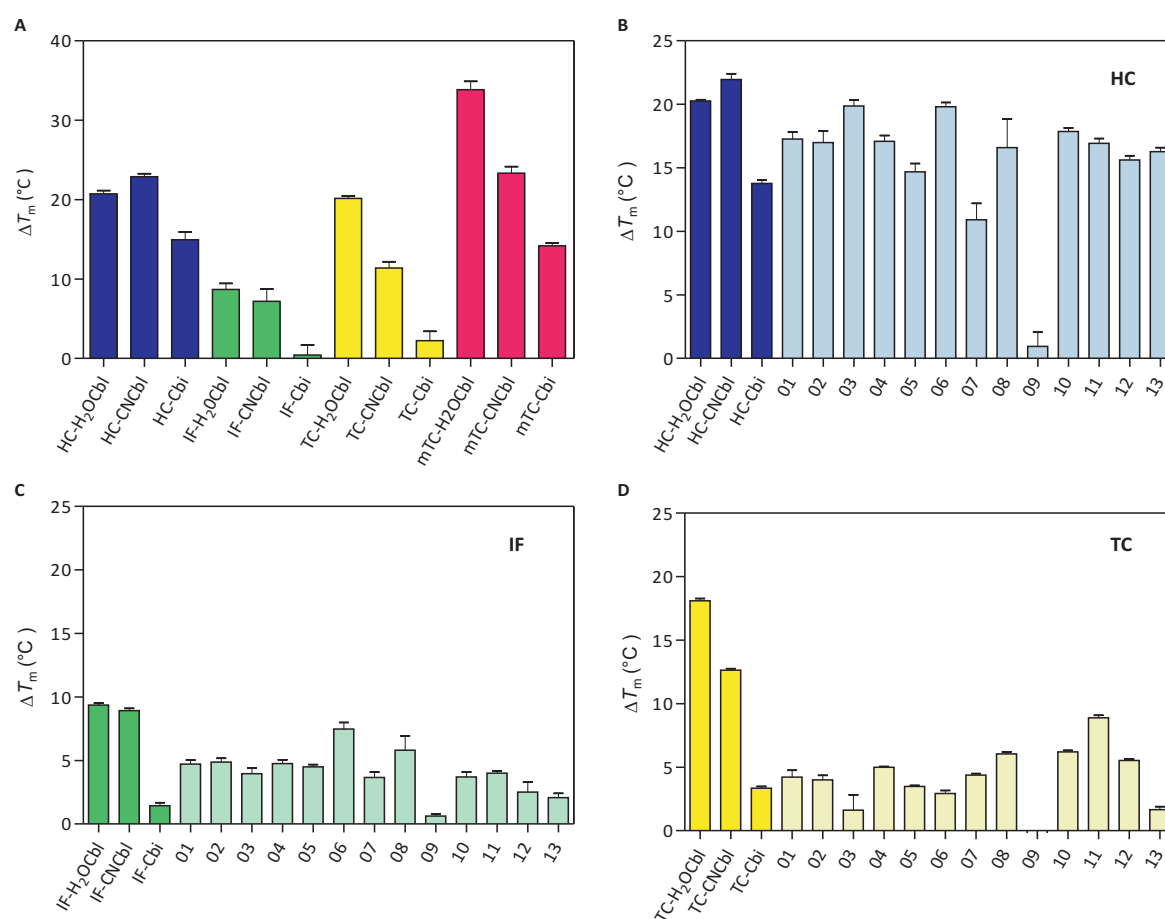 A
40
30
20
10
0
ΔTm (°C)
HC-H₂OCbl
HC-CNCbl
HC-Cbi
IF-H₂OCbl
IF-CNCbl
IF-Cbi
TC-H₂OCbl
TC-CNCbl
TC-Cbi
mTC-H2OCbl
mTC-CNCbl
mTC-Cbi
B
HC
25
20
15
10
5
0
ΔTm (°C)
HC-H₂OCbl
HC-CNCbl
HC-Cbi
01
02
03
04
05
06
07
08
09
10
11
12
13
C
IF
25
20
15
10
5
0
ΔTm (°C)
IF-H₂OCbl
IF-CNCbl
IF-Cbi
01
02
03
04
05
06
07
08
09
10
11
12
13
D
TC
25
20
15
10
5
0
ΔTm (°C)
TC-H₂OCbl
TC-CNCbl
TC-Cbi
01
02
03
04
05
06
07
08
09
10
11
12
13